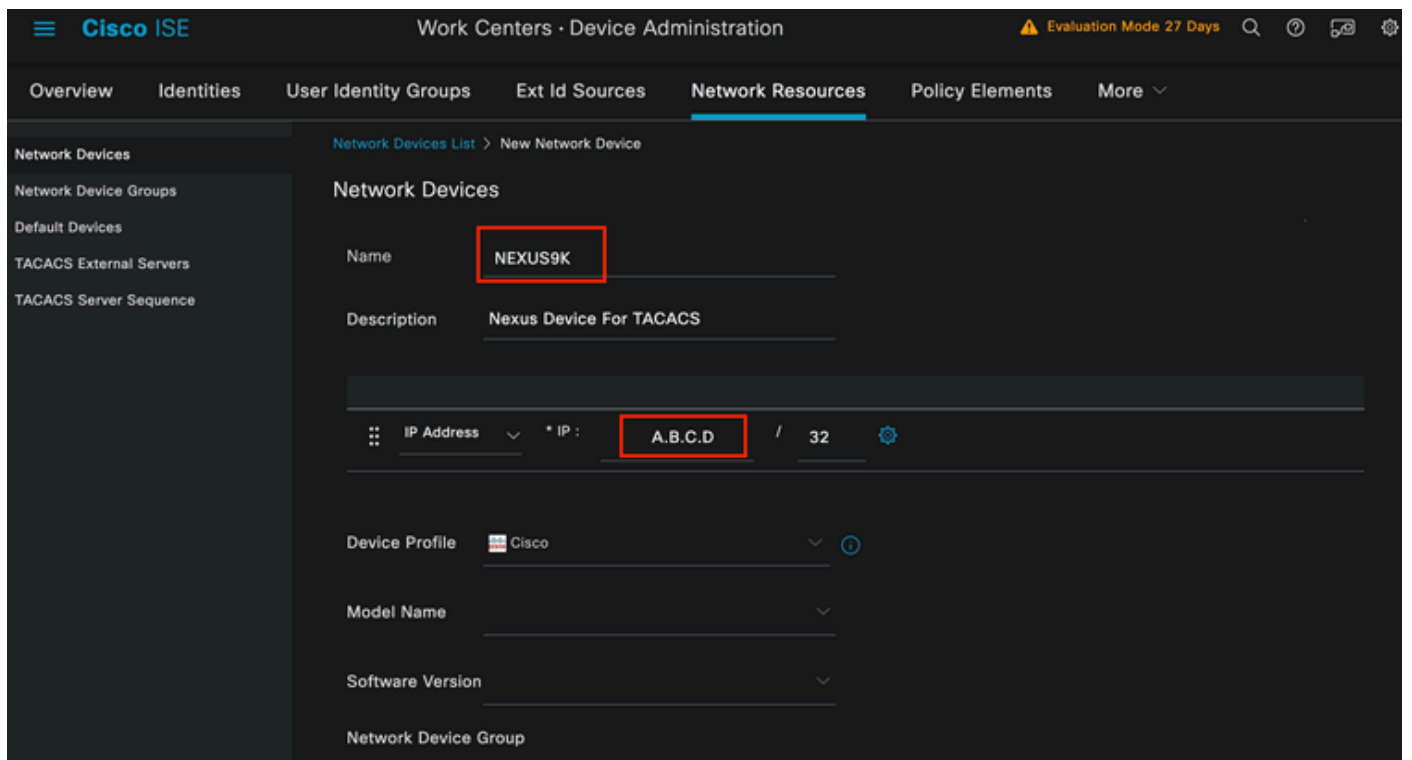 Cisco ISE
Work Centers · Device Administration
Evaluation Mode 27 Days
Overview Identities User Identity Groups Ext Id Sources Network Resources Policy Elements More
Network Devices
Network Device Groups
Default Devices
TACACS External Servers
TACACS Server Sequence
Network Devices List > New Network Device
Network Devices
Name NEXUS9K
Description Nexus Device For TACACS
IP Address * IP : A.B.C.D / 32
Device Profile Cisco
Model Name
Software Version
Network Device Group